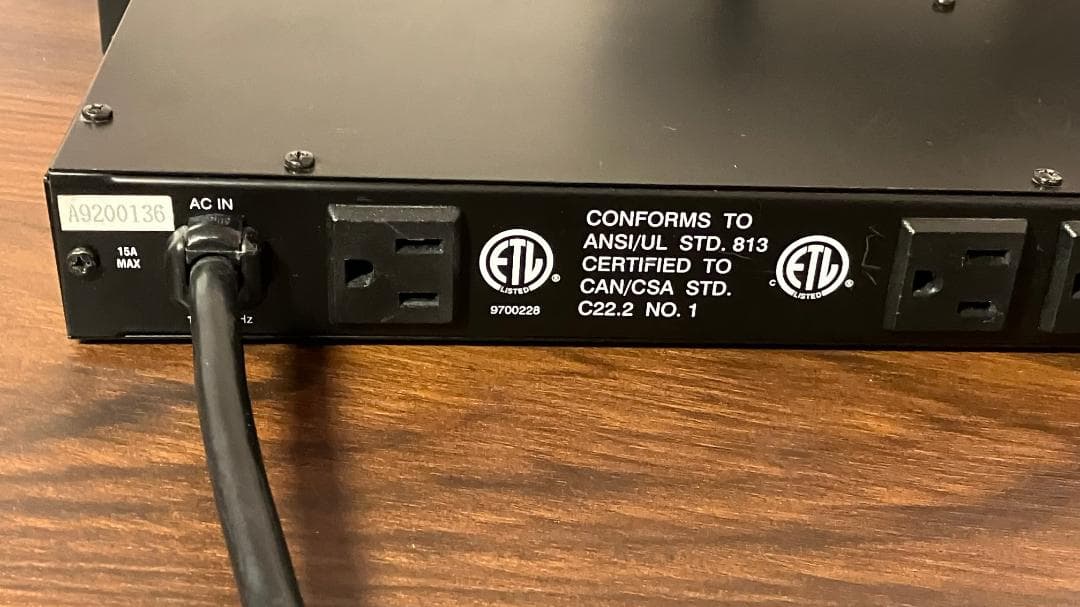 A9200136
AC IN
15A
MAX
ETL
LISTED
®
9700228
CONFORMS TO
ANSI/UL STD. 813
CERTIFIED TO
CAN/CSA STD.
C22.2 NO. 1
C
ETL
LISTED
®